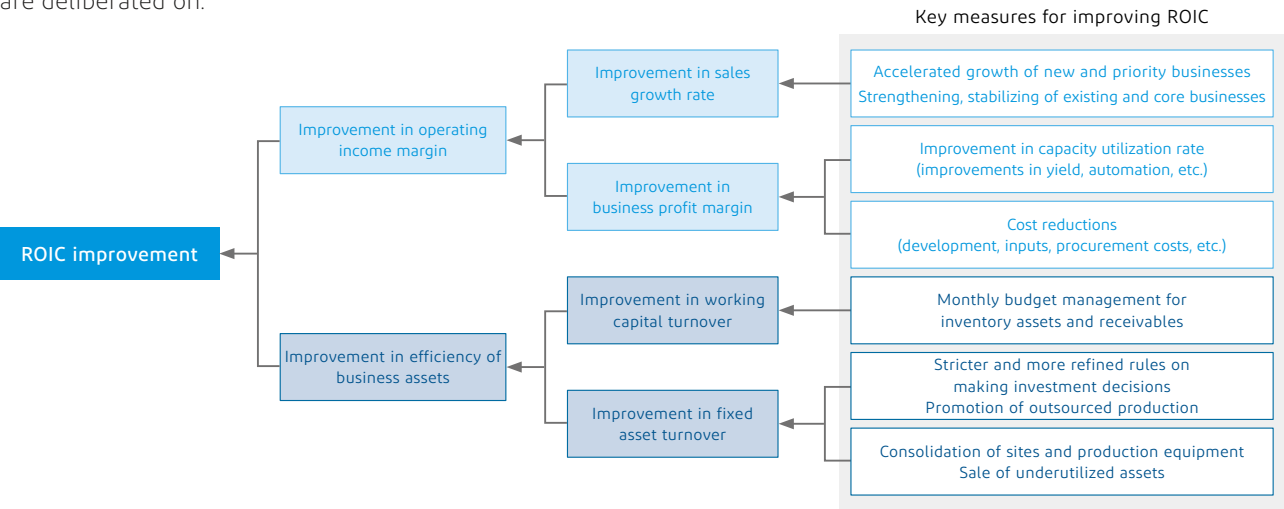 are deliberated on.
Key measures for improving ROIC
ROIC improvement
Improvement in operating
income margin
Improvement in efficiency of
business assets
Improvement in sales
growth rate
Improvement in
business profit margin
Improvement in working
capital turnover
Improvement in fixed
asset turnover
Accelerated growth of new and priority businesses
Strengthening, stabilizing of existing and core businesses
Improvement in capacity utilization rate
(improvements in yield, automation, etc.)
Cost reductions
(development, inputs, procurement costs, etc.)
Monthly budget management for
inventory assets and receivables
Stricter and more refined rules on
making investment decisions
Promotion of outsourced production
Consolidation of sites and production equipment
Sale of underutilized assets